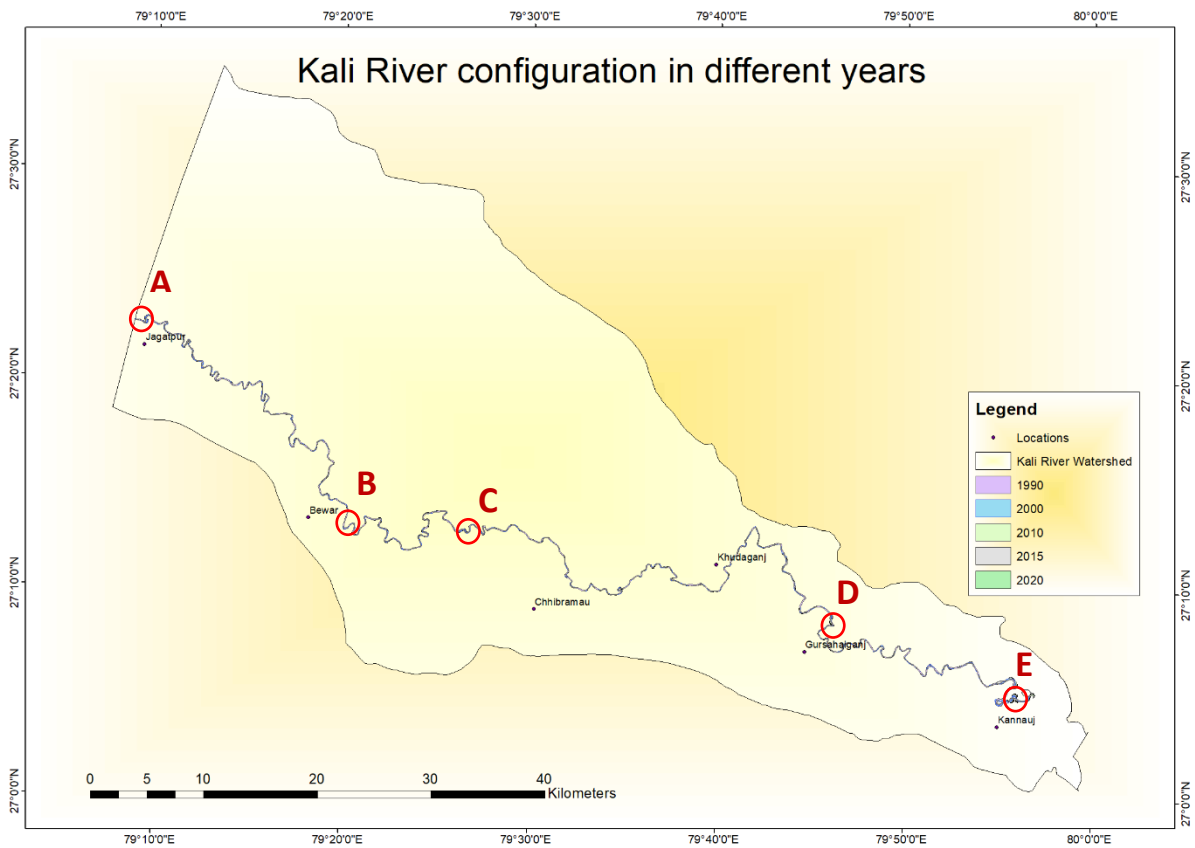 79°10'0"E 79°20'0"E 79°30'0"E 79°40'0"E 79°50'0"E 80°0'0"E
Kali River configuration in different years
27°30'0"N 27°30'0"N
A
Jagatpur
27°20'0"N 27°20'0"N
Legend
Locations
Kali River Watershed
1990
2000
2010
2015
2020
B
C
Bewar
Khudaganj
27°10'0"N 27°10'0"N
Chhibramau
D
Gursahaiganj
E
Kannauj
27°0'0"N 27°0'0"N
0 5 10 20 30 40
Kilometers
79°10'0"E 79°20'0"E 79°30'0"E 79°40'0"E 79°50'0"E 80°0'0"E